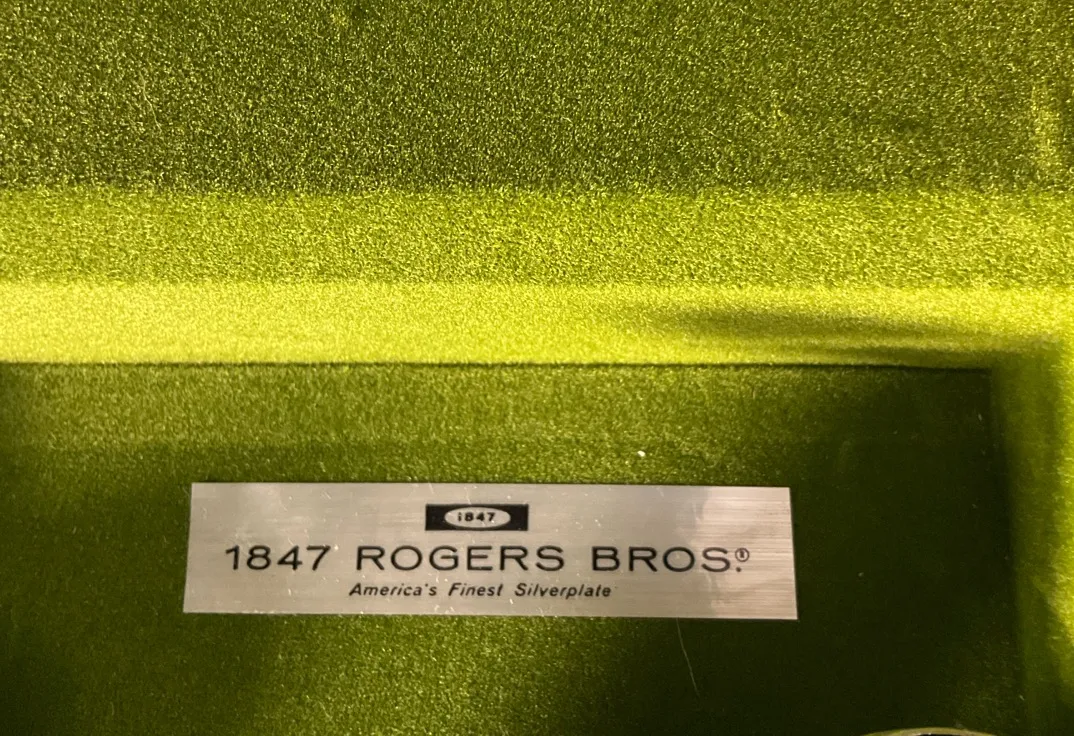 1847
1847 ROGERS BROS.®
America's Finest Silverplate